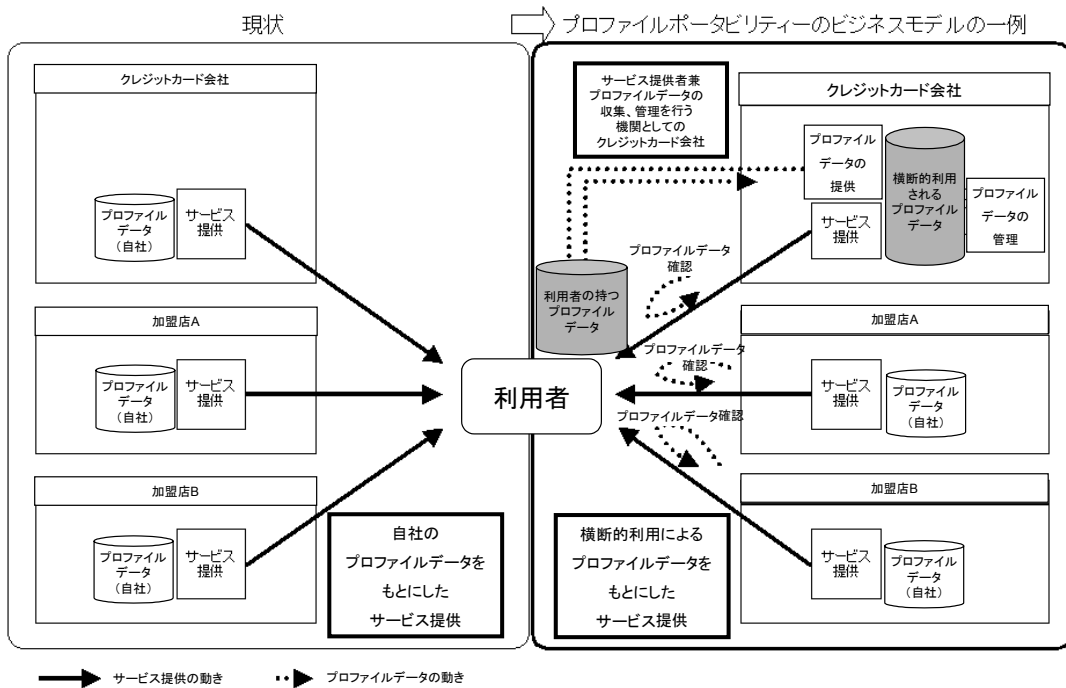 現状
プロファイルポータビリティーのビジネスモデルの一例
クレジットカード会社
プロファイル
データ
（自社）
サービス
提供
加盟店A
プロファイル
データ
（自社）
サービス
提供
加盟店B
プロファイル
データ
（自社）
サービス
提供
自社の
プロファイルデータを
もとにした
サービス提供
利用者
サービス提供者兼
プロファイルデータの
収集、管理を行う
機関としての
クレジットカード会社
クレジットカード会社
プロファイル
データの
提供
サービス
提供
横断的利用
される
プロファイル
データ
プロファイル
データの
管理
利用者の持つ
プロファイル
データ
プロファイルデータ
確認
加盟店A
プロファイルデータ
確認
サービス
提供
プロファイル
データ
（自社）
プロファイルデータ確認
加盟店B
サービス
提供
プロファイル
データ
（自社）
横断的利用による
プロファイルデータを
もとにした
サービス提供
サービス提供の動き
プロファイルデータの動き